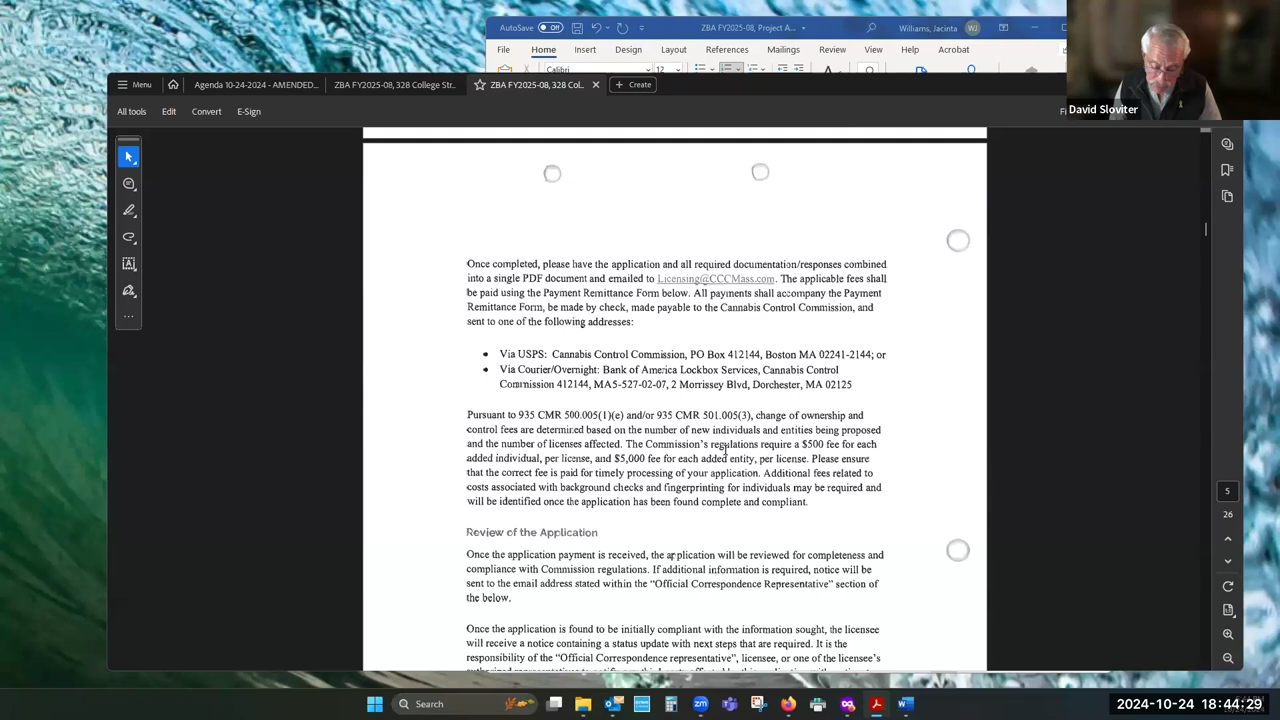 AutoSave Off ZBA FY2025-08, Project A... Williams, Jacinta WJ
File Home Insert Design Layout References Mailings Review View Help Acrobat
Calibri 12
David Sloviter
Menu Agenda 10-24-2024 - AMENDED... ZBA FY2025-08, 328 College Str... ZBA FY2025-08, 328 Col... Create
All tools Edit Convert E-Sign
Once completed, please have the application and all required documentation/responses combined
into a single PDF document and emailed to Licensing@CCCMass.com. The applicable fees shall
be paid using the Payment Remittance Form below. All payments shall accompany the Payment
Remittance Form, be made by check, made payable to the Cannabis Control Commission, and
sent to one of the following addresses:
• Via USPS: Cannabis Control Commission, PO Box 412144, Boston MA 02241-2144; or
• Via Courier/Overnight: Bank of America Lockbox Services, Cannabis Control
Commission 412144, MA5-527-02-07, 2 Morrissey Blvd, Dorchester, MA 02125
Pursuant to 935 CMR 500.005(1)(e) and/or 935 CMR 501.005(3), change of ownership and
control fees are determined based on the number of new individuals and entities being proposed
and the number of licenses affected. The Commission's regulations require a $500 fee for each
added individual, per license, and $5,000 fee for each added entity, per license. Please ensure
that the correct fee is paid for timely processing of your application. Additional fees related to
costs associated with background checks and fingerprinting for individuals may be required and
will be identified once the application has been found complete and compliant.
Review of the Application
Once the application payment is received, the application will be reviewed for completeness and
compliance with Commission regulations. If additional information is required, notice will be
sent to the email address stated within the "Official Correspondence Representative" section of
the below.
Once the application is found to be initially compliant with the information sought, the licensee
will receive a notice containing a status update with next steps that are required. It is the
responsibility of the "Official Correspondence representative", licensee, or one of the licensee's
5
26
Search
2024-10-24 18:44:29